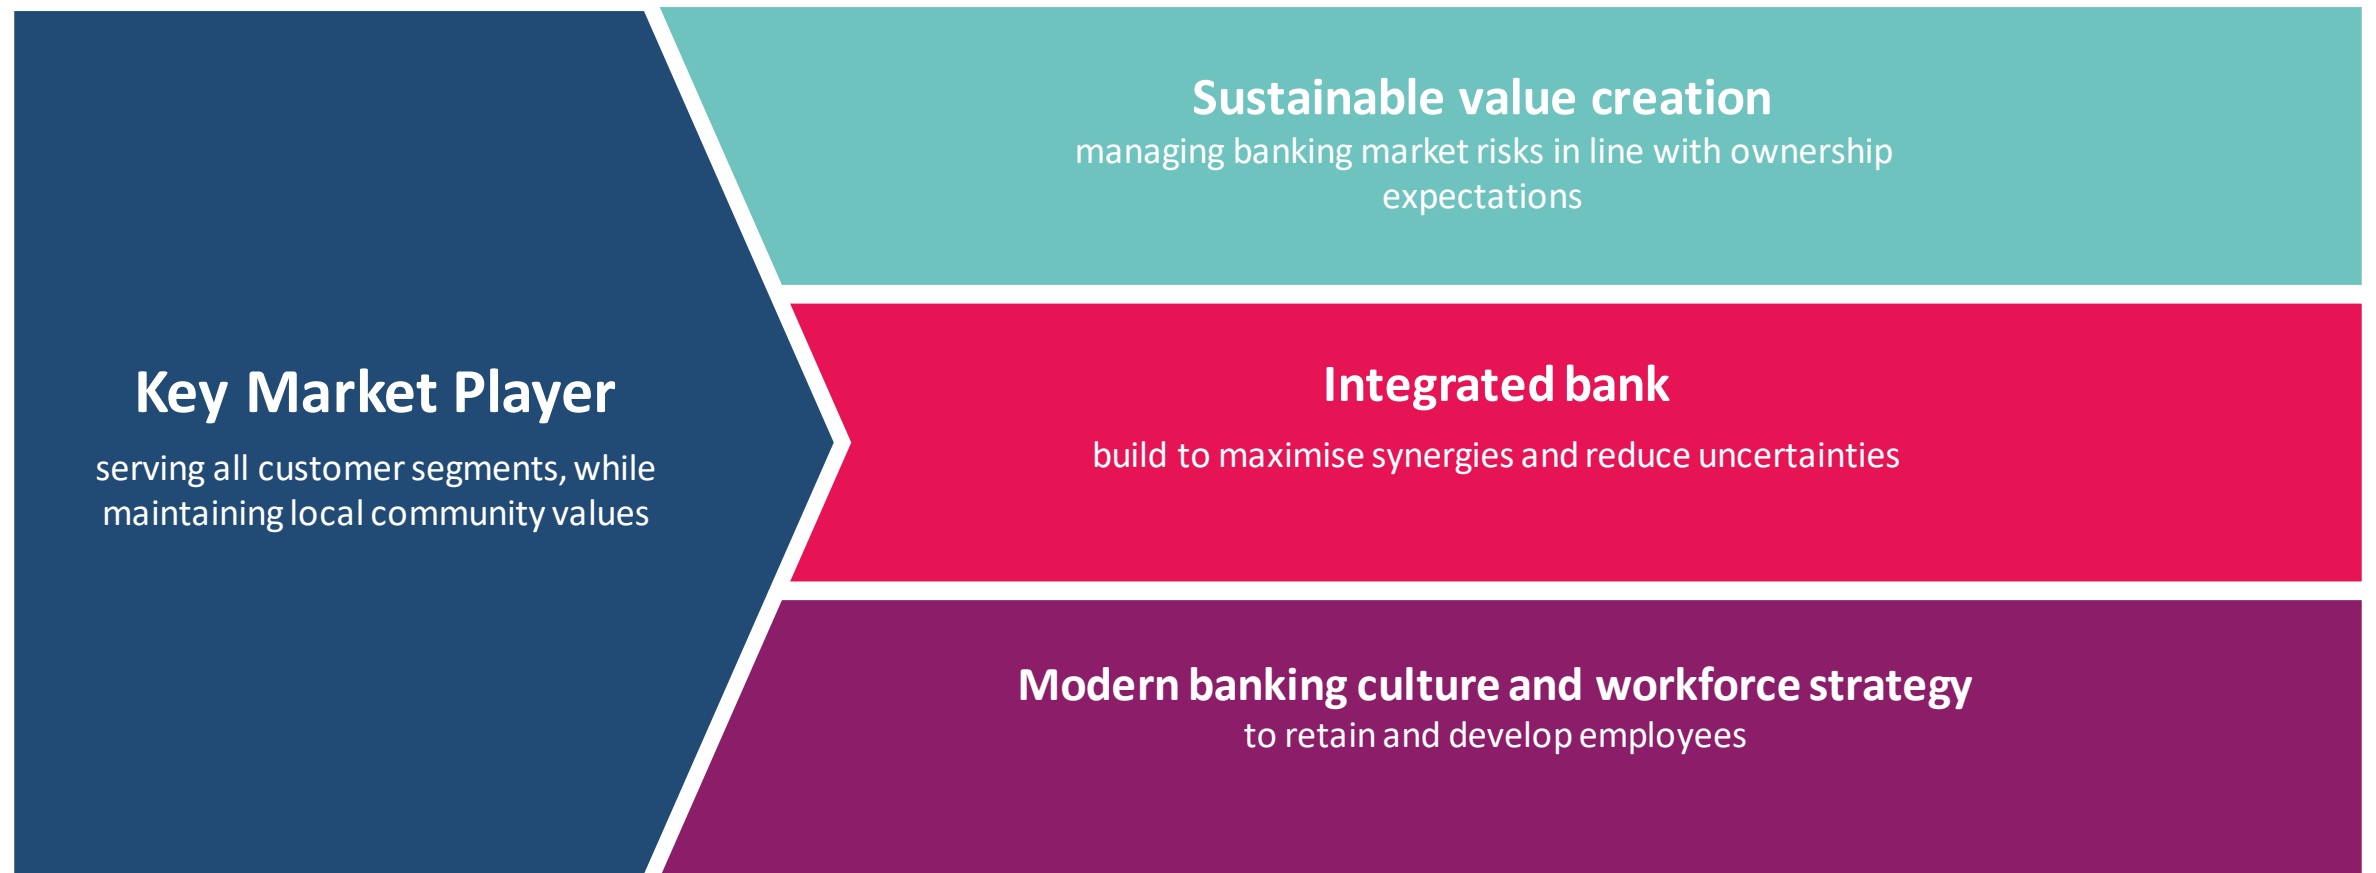 Key Market Player
serving all customer segments, while
maintaining local community values
Sustainable value creation
managing banking market risks in line with ownership
expectations
Integrated bank
build to maximise synergies and reduce uncertainties
Modern banking culture and workforce strategy
to retain and develop employees